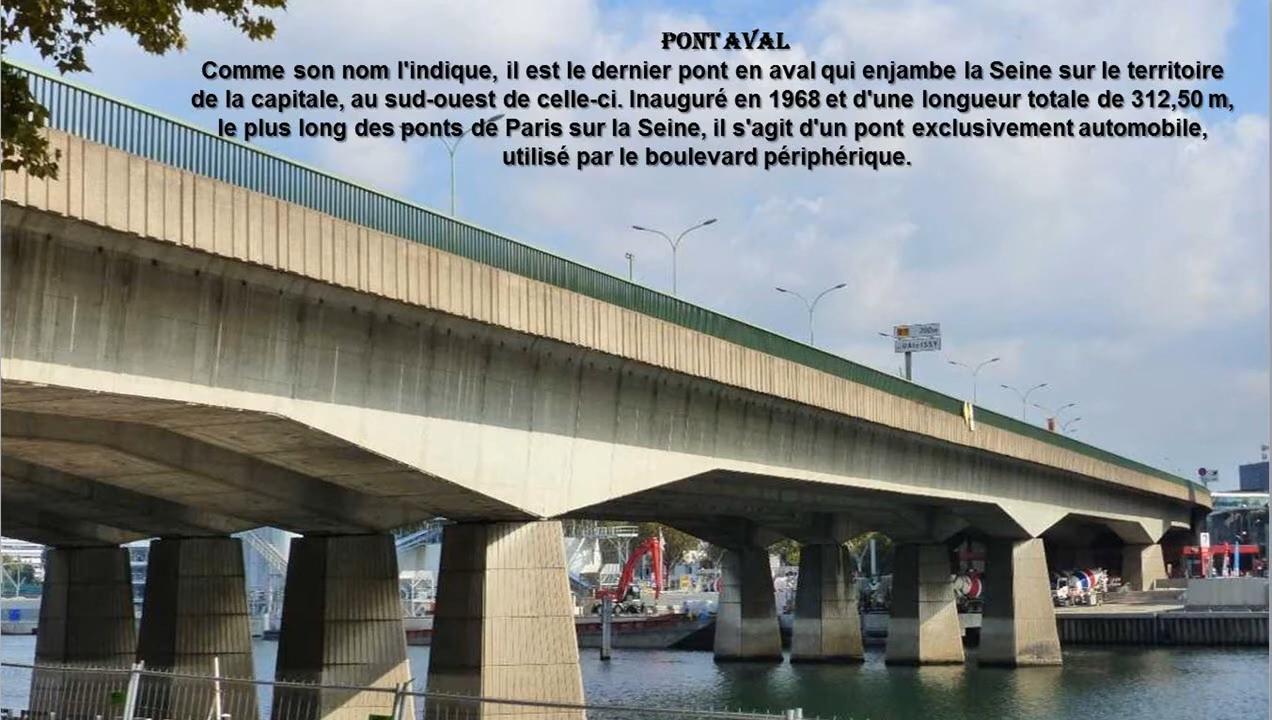 PONT AVAL
Comme son nom l'indique, il est le dernier pont en aval qui enjambe la Seine sur le territoire
de la capitale, au sud-ouest de celle-ci. Inauguré en 1968 et d'une longueur totale de 312,50 m,
le plus long des ponts de Paris sur la Seine, il s'agit d'un pont exclusivement automobile,
utilisé par le boulevard périphérique.
200m